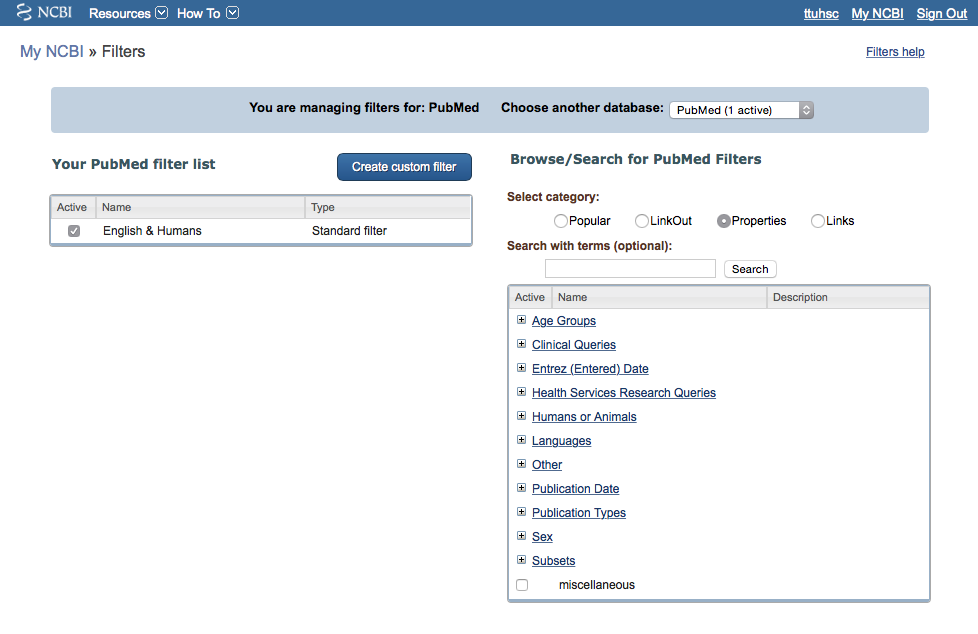 NCBI Resources How To ttuhsc My NCBI Sign Out
My NCBI » Filters Filters help
You are managing filters for: PubMed Choose another database: PubMed (1 active)
Your PubMed filter list
Create custom filter
Active Name Type
English & Humans Standard filter
Browse/Search for PubMed Filters
Select category:
Popular LinkOut Properties Links
Search with terms (optional):
Search
Active Name Description
Age Groups
Clinical Queries
Entrez (Entered) Date
Health Services Research Queries
Humans or Animals
Languages
Other
Publication Date
Publication Types
Sex
Subsets
miscellaneous